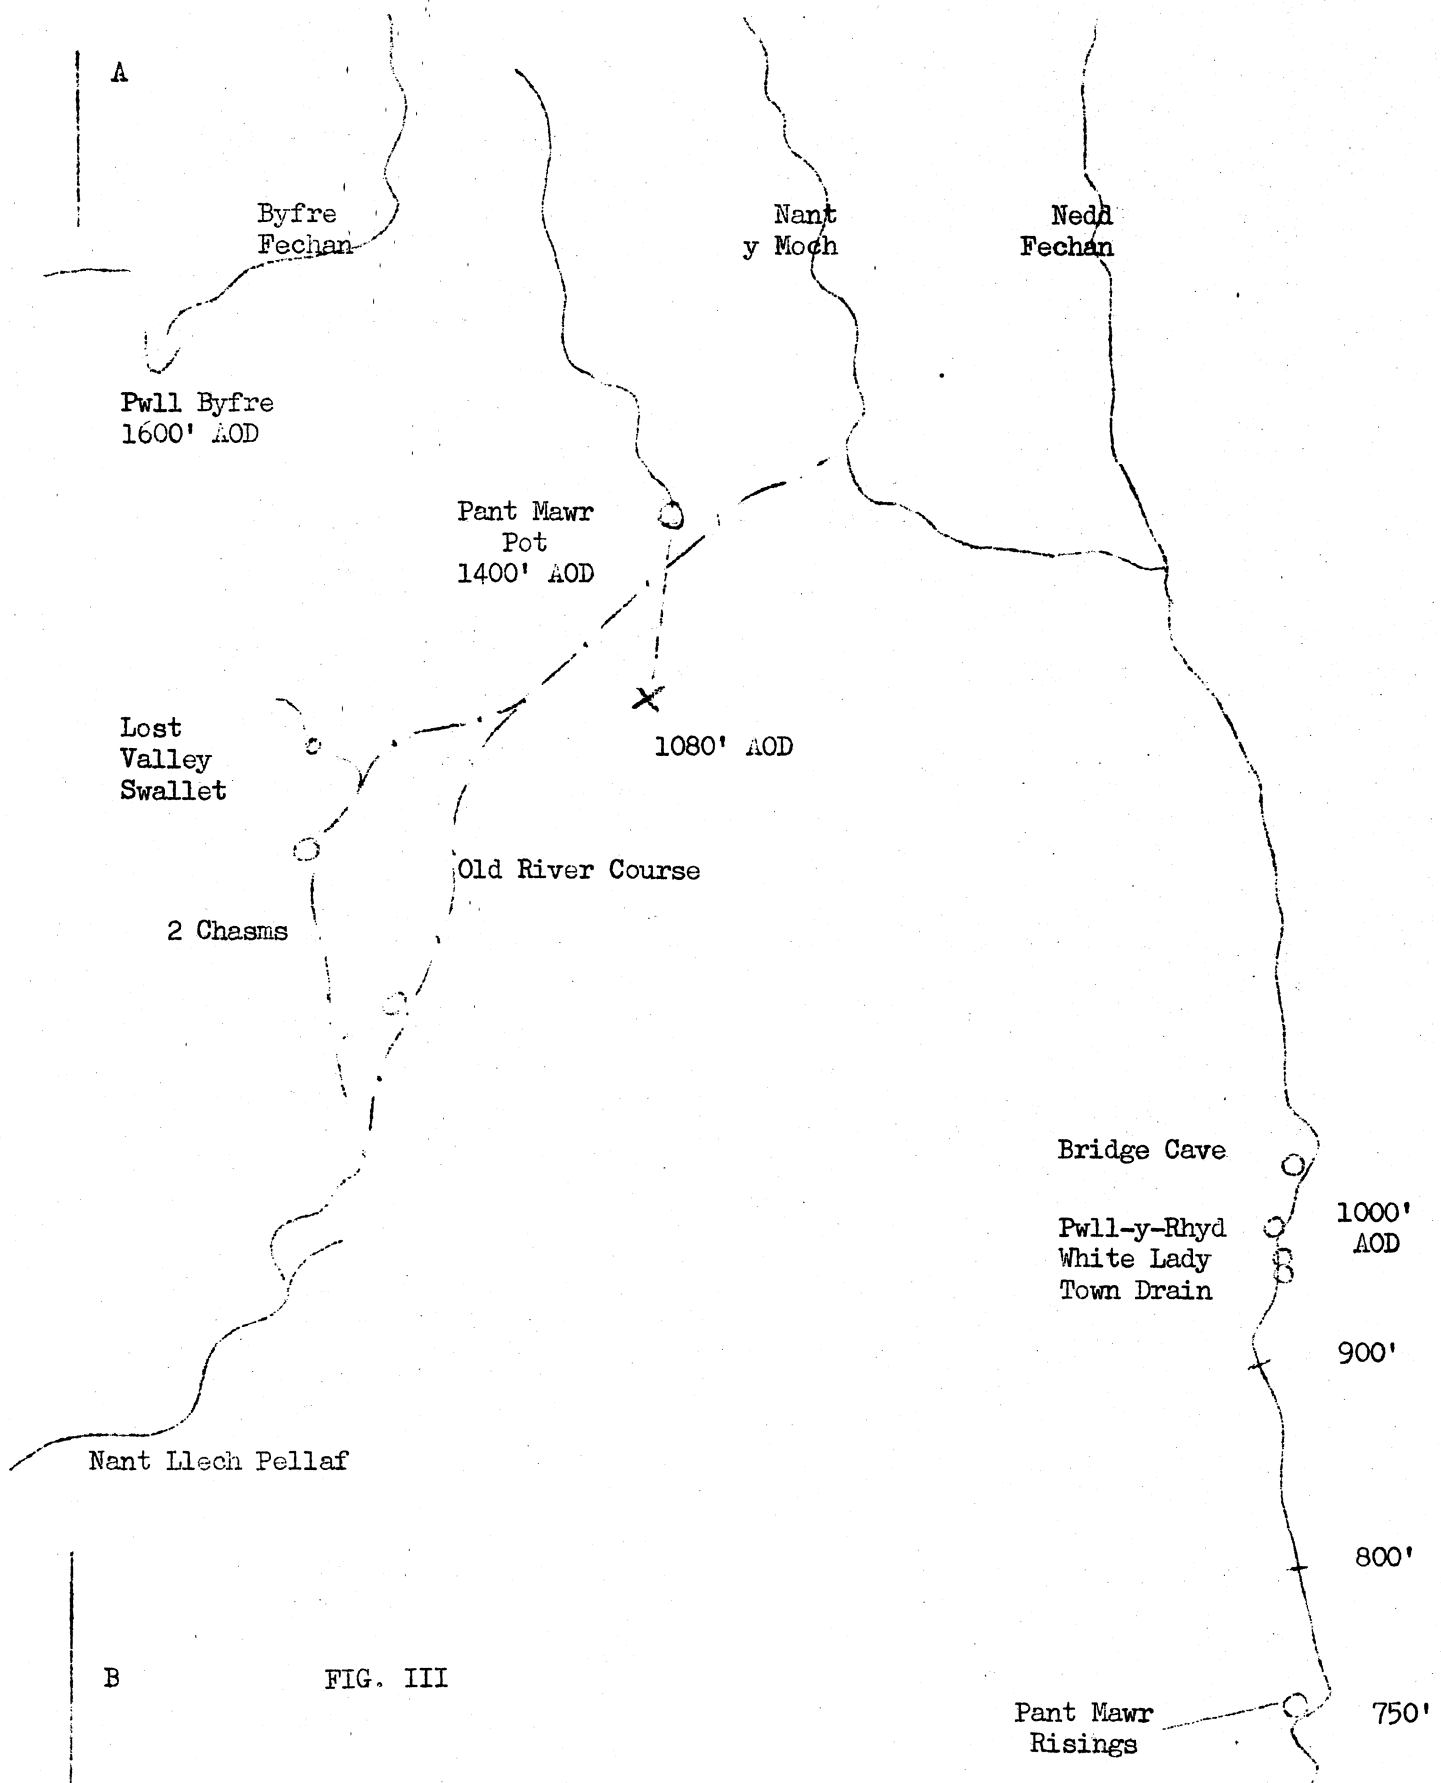 A
Byfre
Fechan
Nant
y Moch
Nedd
Fechan
Pwll Byfre
1600' AOD
Pant Mawr
Pot
1400' AOD
Lost
Valley
Swallet
1080' AOD
Old River Course
2 Chasms
Bridge Cave
Pwll-y-Rhyd
White Lady
Town Drain
1000'
AOD
900'
Nant Llech Pellaf
800'
B
FIG. III
Pant Mawr
Risings
750'